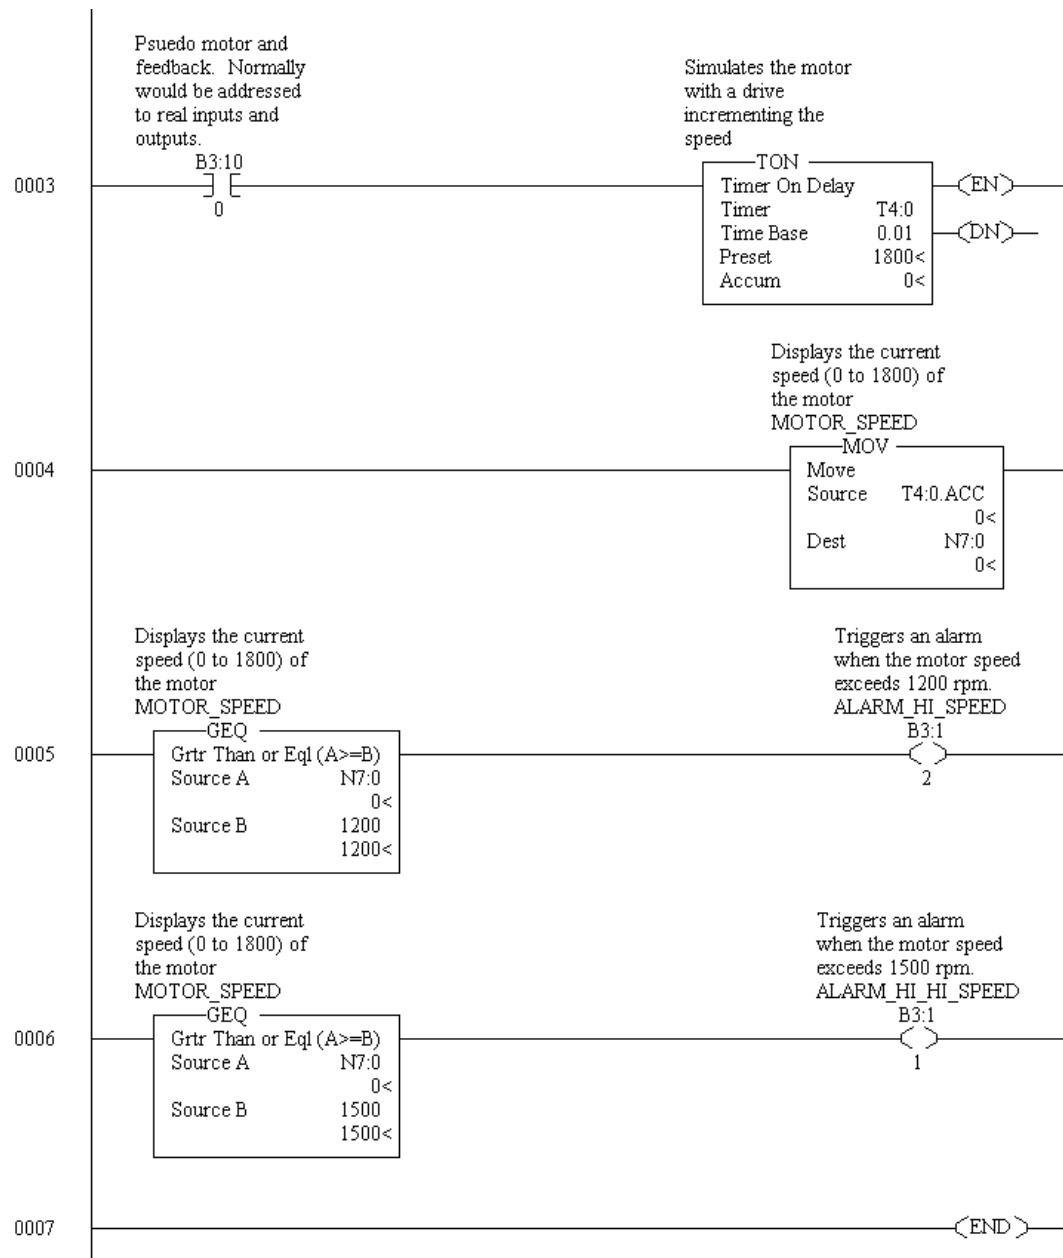 Psuedo motor and
feedback. Normally
would be addressed
to real inputs and
outputs.
B3:10
0
Simulates the motor
with a drive
incrementing the
speed
TON
0003
Timer On Delay
Timer T4:0
Time Base 0.01
Preset 1800<
Accum 0<
EN
DN
Displays the current
speed (0 to 1800) of
the motor
MOTOR_SPEED
MOV
0004
Move
Source T4:0.ACC
0<
Dest N7:0
0<
Displays the current
speed (0 to 1800) of
the motor
MOTOR_SPEED
GEQ
0005
Grtr Than or Eql (A>=B)
Source A N7:0
0<
Source B 1200
1200<
Triggers an alarm
when the motor speed
exceeds 1200 rpm.
ALARM_HI_SPEED
B3:1
2
Displays the current
speed (0 to 1800) of
the motor
MOTOR_SPEED
GEQ
0006
Grtr Than or Eql (A>=B)
Source A N7:0
0<
Source B 1500
1500<
Triggers an alarm
when the motor speed
exceeds 1500 rpm.
ALARM_HI_HI_SPEED
B3:1
1
0007
END